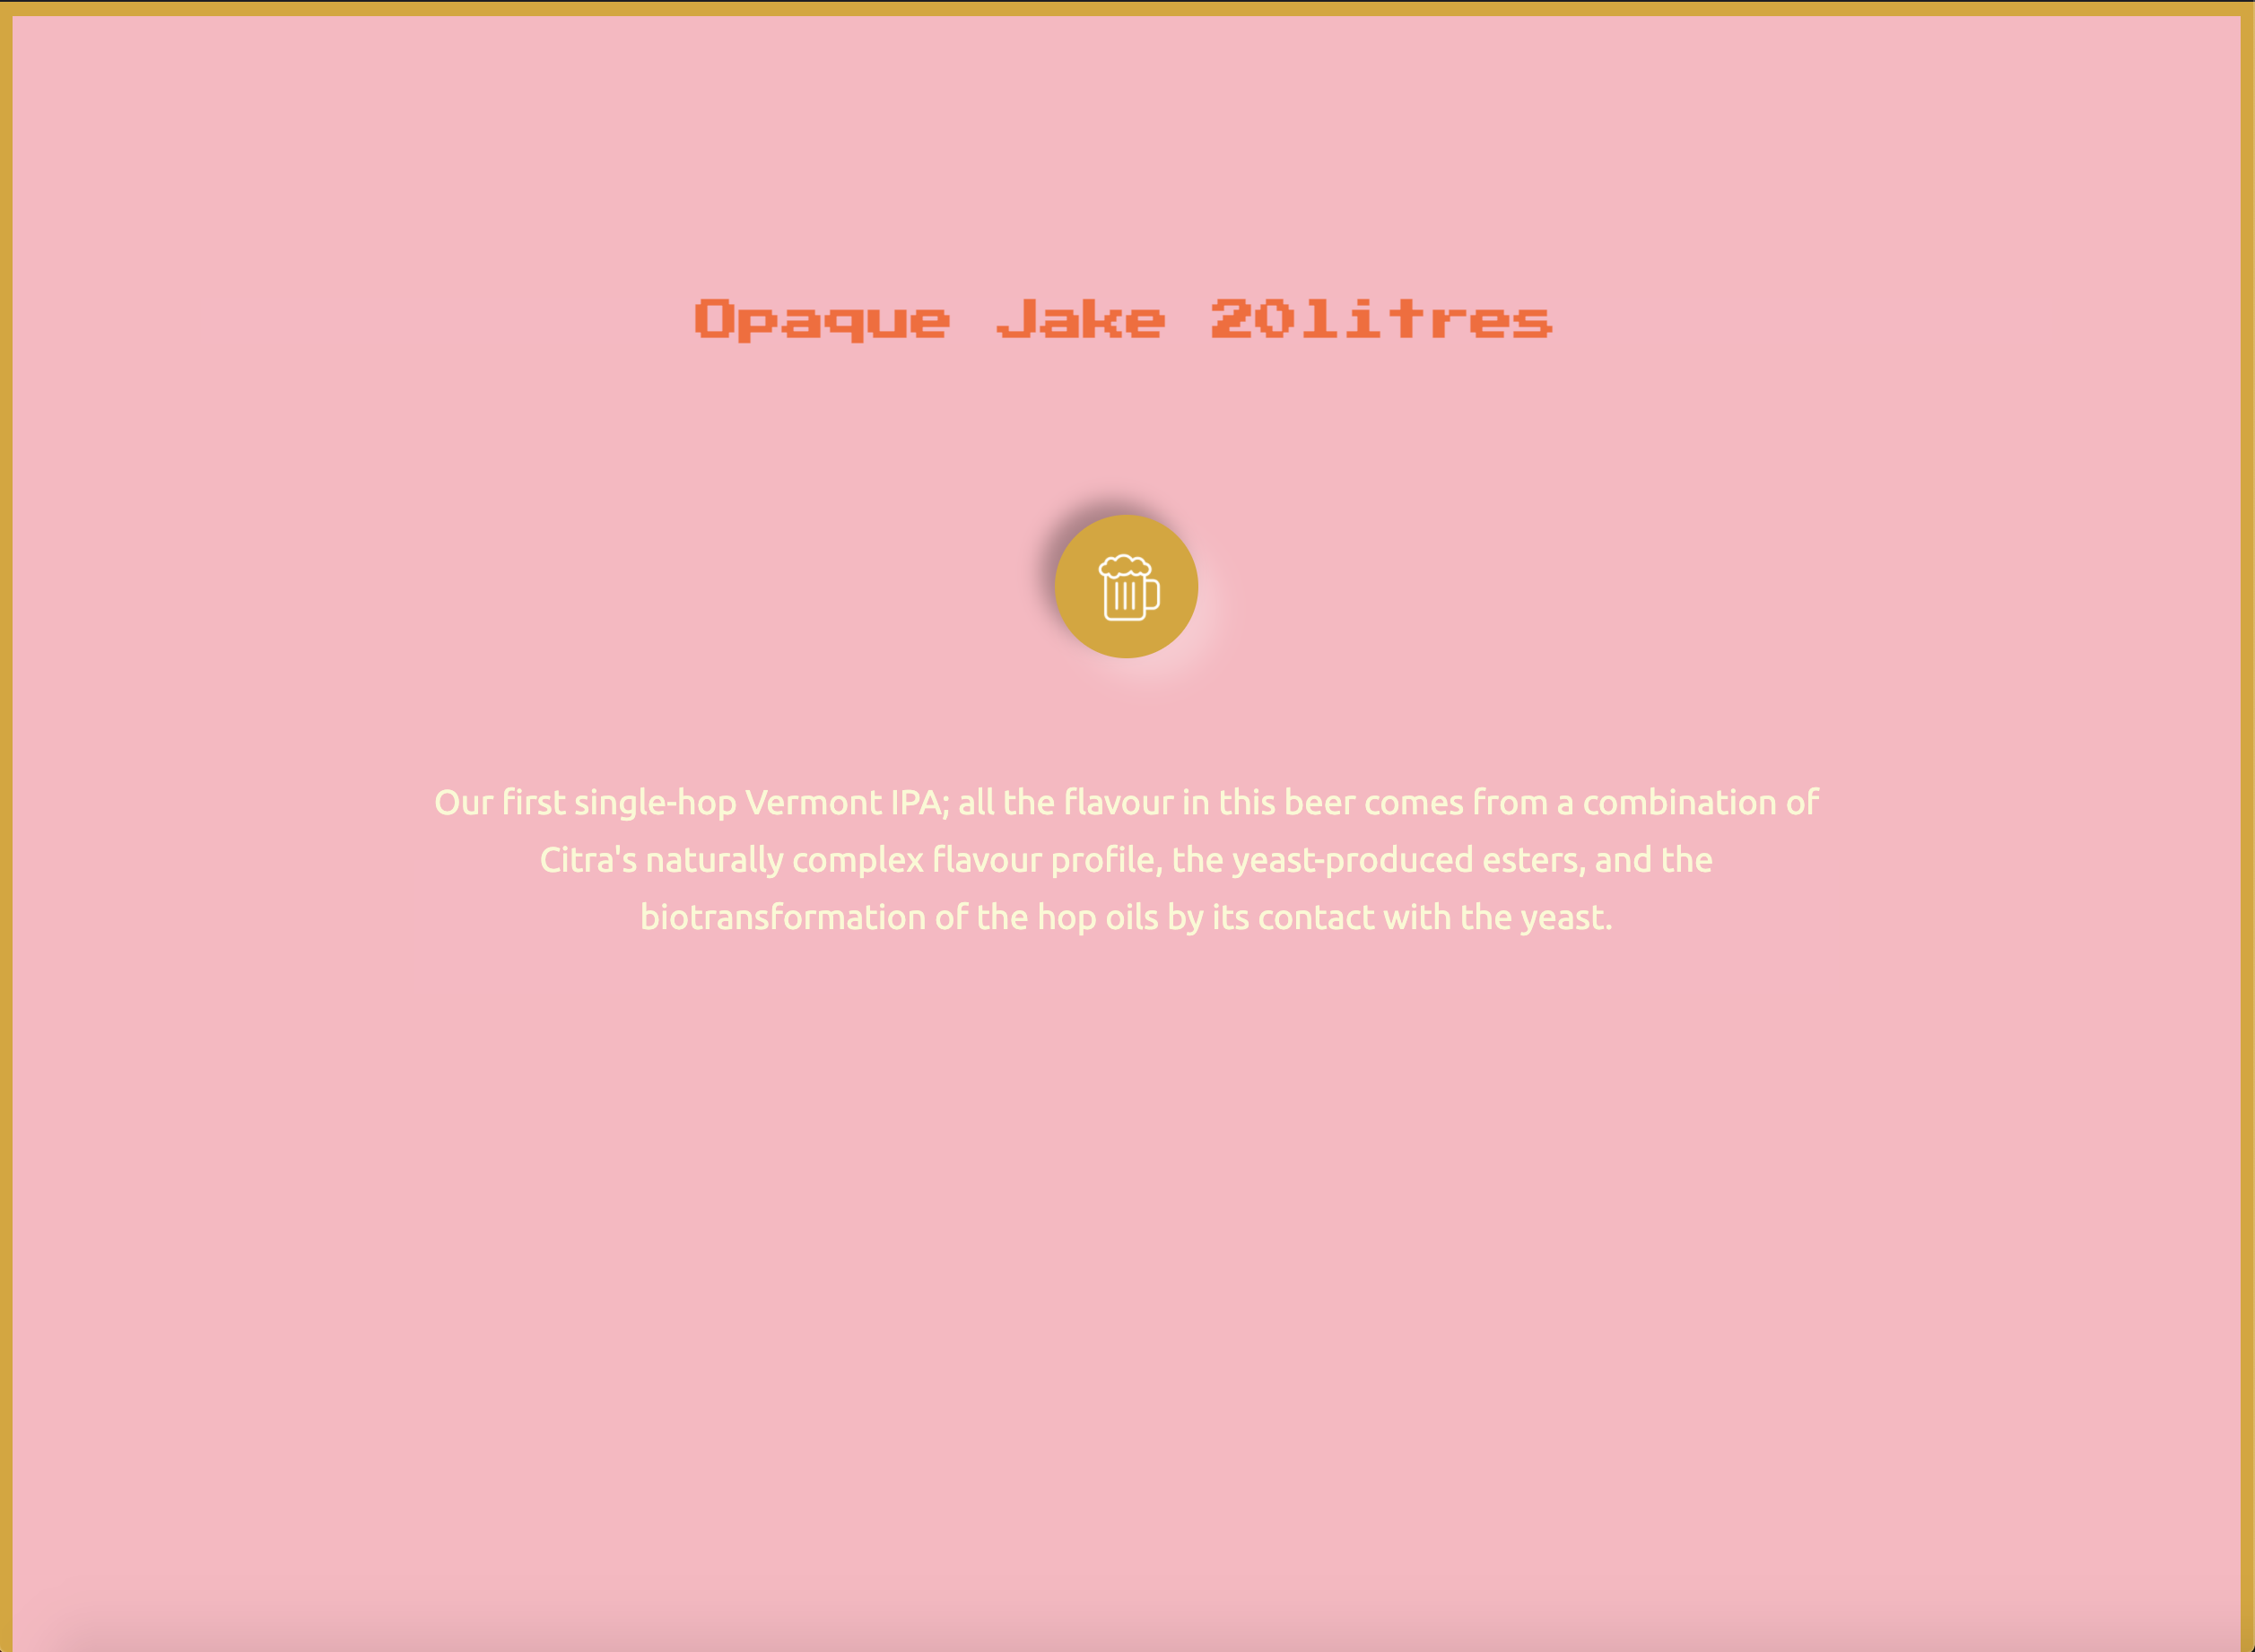 Opaque Jake 20litres
Our first single-hop Vermont IPA; all the flavour in this beer comes from a combination of
Citra's naturally complex flavour profile, the yeast-produced esters, and the
biotransformation of the hop oils by its contact with the yeast.